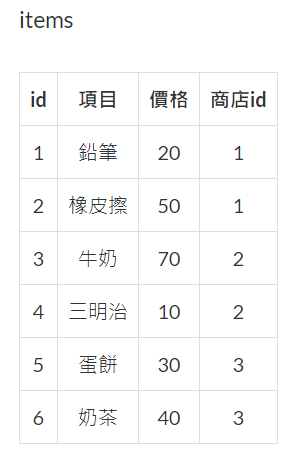 items
id 項目 價格 商店id
1 鉛筆 20 1
2 橡皮擦 50 1
3 牛奶 70 2
4 三明治 10 2
5 蛋餅 30 3
6 奶茶 40 3